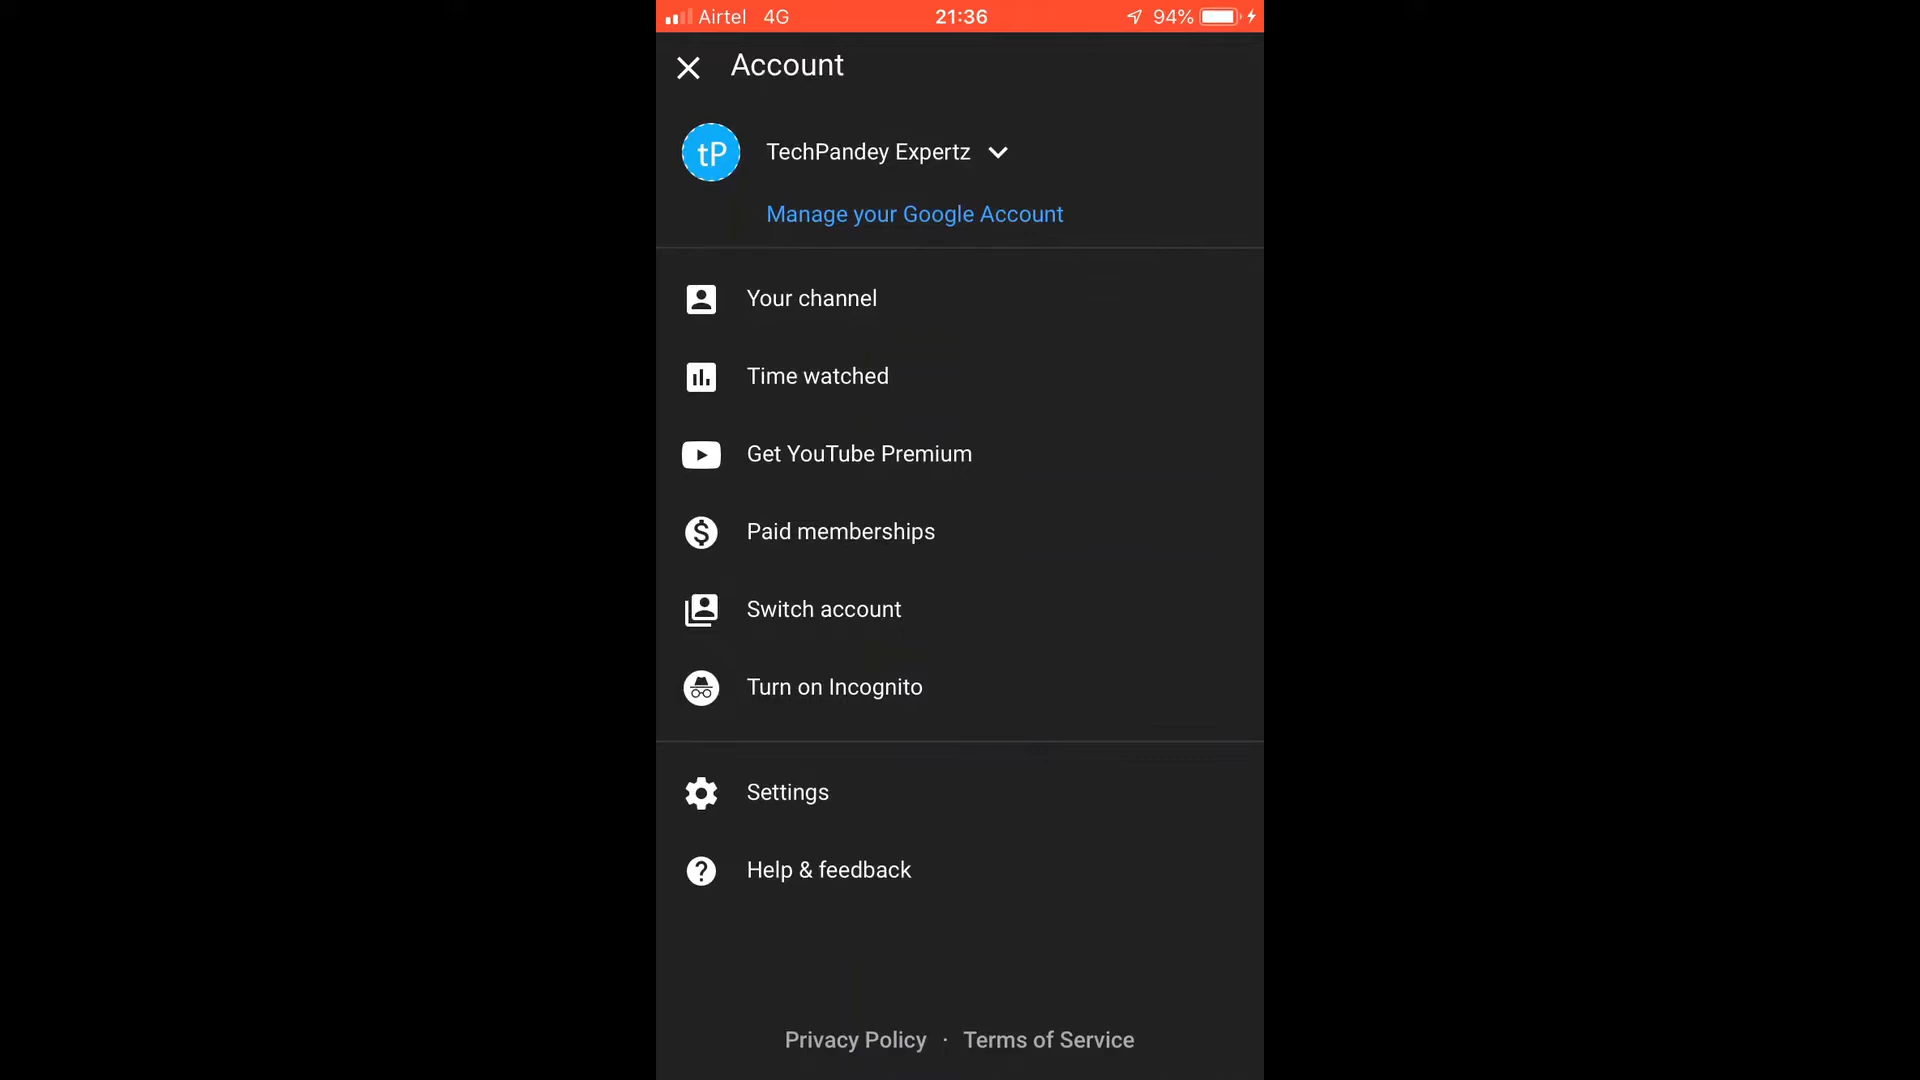 Airtel 4G 21:36 94%
Account
tP TechPandey Expertz
Manage your Google Account
Your channel
Time watched
Get YouTube Premium
Paid memberships
Switch account
Turn on Incognito
Settings
Help & feedback
Privacy Policy · Terms of Service